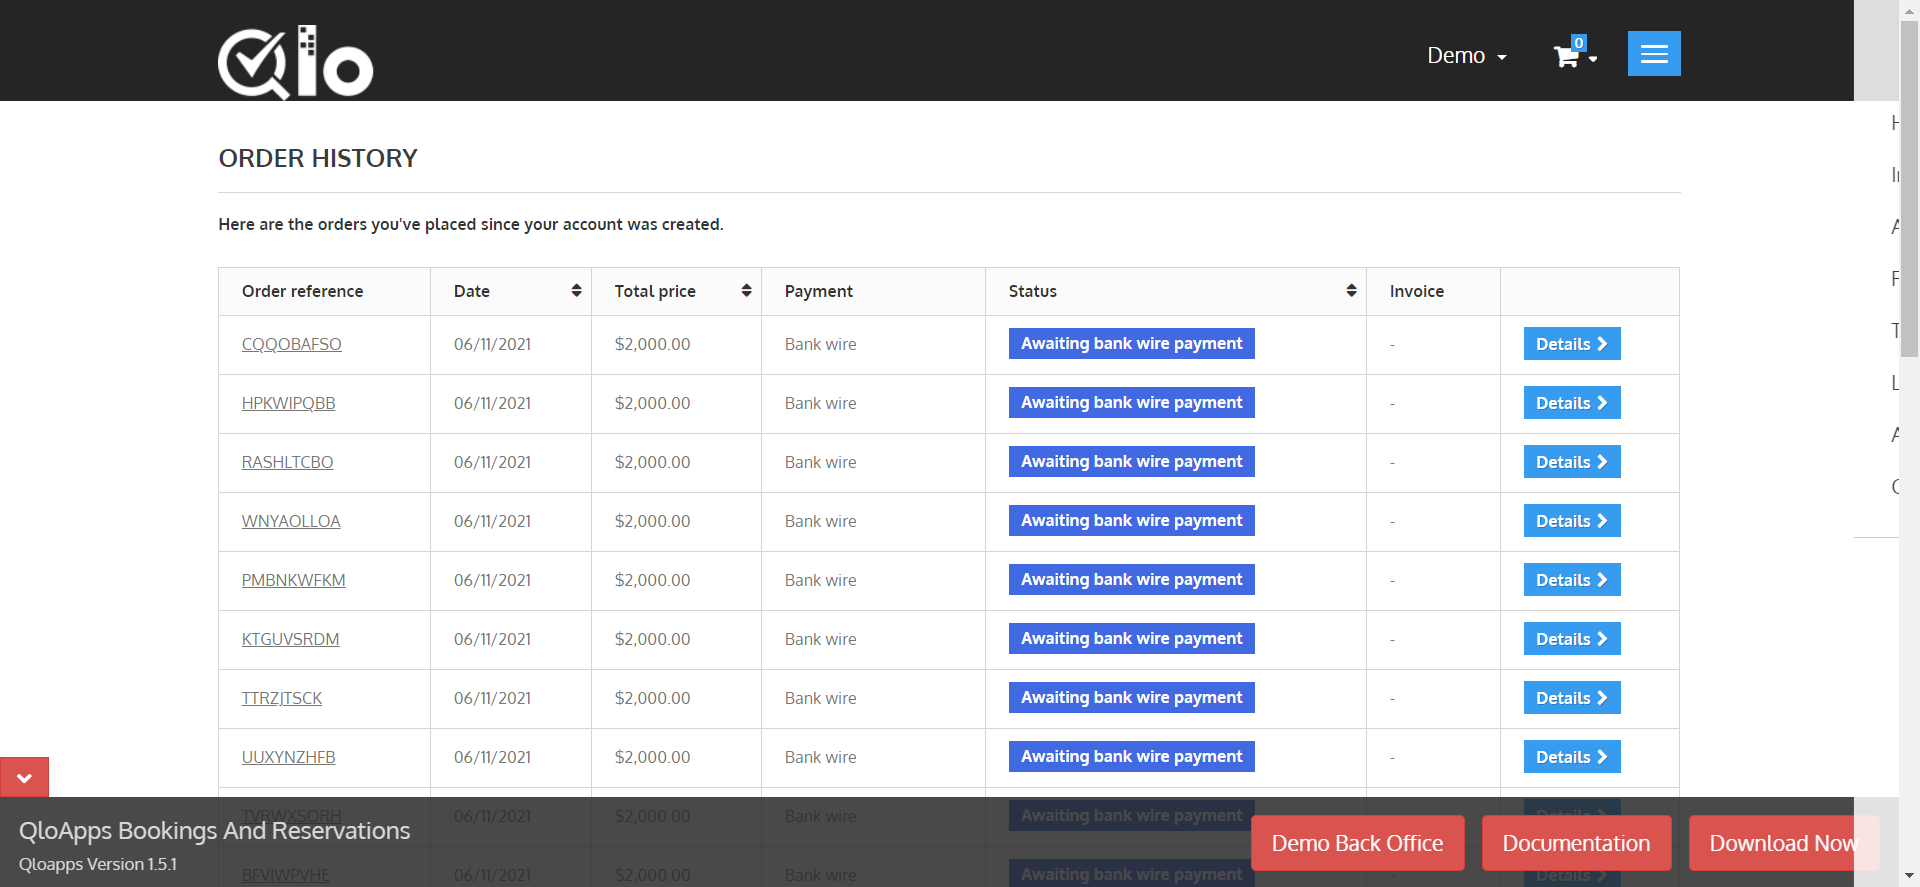 Qlo
Demo
0
ORDER HISTORY
Here are the orders you've placed since your account was created.
Order reference Date Total price Payment Status Invoice
CQQOBAFSO 06/11/2021 $2,000.00 Bank wire Awaiting bank wire payment - Details
HPKWIPQBB 06/11/2021 $2,000.00 Bank wire Awaiting bank wire payment - Details
RASHLTCBO 06/11/2021 $2,000.00 Bank wire Awaiting bank wire payment - Details
WNYAOLLOA 06/11/2021 $2,000.00 Bank wire Awaiting bank wire payment - Details
PMBNKWFKM 06/11/2021 $2,000.00 Bank wire Awaiting bank wire payment - Details
KTGUVSRDM 06/11/2021 $2,000.00 Bank wire Awaiting bank wire payment - Details
TTRZJTSCK 06/11/2021 $2,000.00 Bank wire Awaiting bank wire payment - Details
UUXYNZHFB 06/11/2021 $2,000.00 Bank wire Awaiting bank wire payment - Details
TVRWXSORH 06/11/2021 $2,000.00 Bank wire Awaiting bank wire payment - Details
BFVIWPVHE 06/11/2021 $2,000.00 Bank wire Awaiting bank wire payment - Details
QloApps Bookings And Reservations
Qloapps Version 1.5.1
Demo Back Office Documentation Download Now